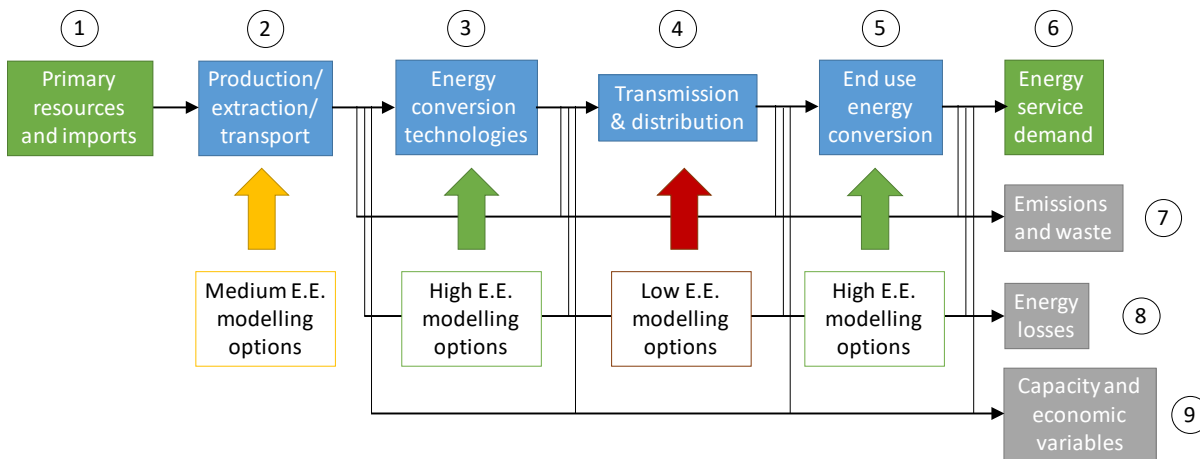 1
2
3
4
5
6
Primary
resources
and imports
Production/
extraction/
transport
Energy
conversion
technologies
Transmission
& distribution
End use
energy
conversion
Energy
service
demand
Emissions
and waste
7
Medium E.E.
modelling
options
High E.E.
modelling
options
Low E.E.
modelling
options
High E.E.
modelling
options
Energy
losses
8
Capacity and
economic
variables
9